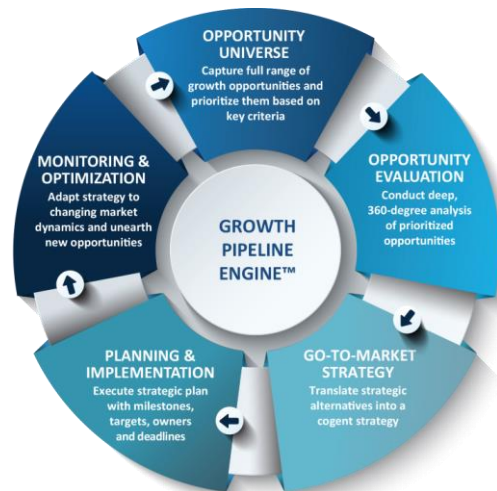 OPPORTUNITY
UNIVERSE
Capture full range of
growth opportunities and
prioritize them based on
key criteria
OPPORTUNITY
EVALUATION
Conduct deep,
360-degree analysis
of prioritized
opportunities
GO-TO-MARKET
STRATEGY
Translate strategic
alternatives into a
cogent strategy
PLANNING &
IMPLEMENTATION
Execute strategic plan
with milestones,
targets, owners
and deadlines
MONITORING &
OPTIMIZATION
Adapt strategy to
changing market
dynamics and unearth
new opportunities
GROWTH
PIPELINE
ENGINE™